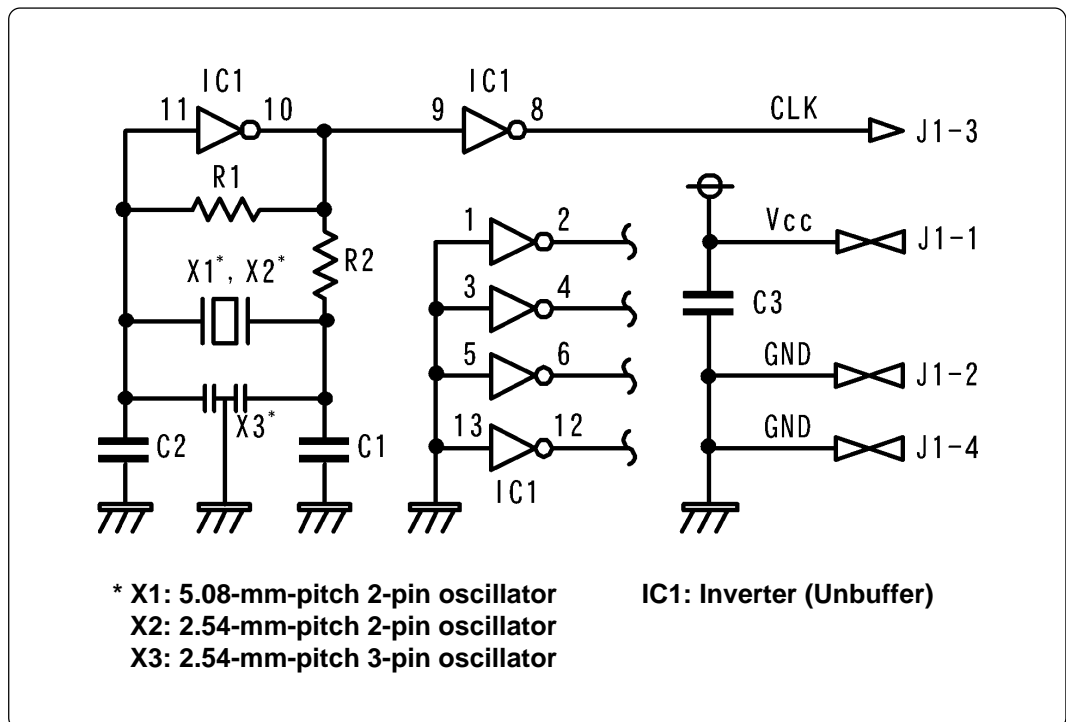 IC1
IC1
11
10
9
8
CLK
J1-3
R1
1
2
Vcc
J1-1
X1*, X2*
R2
3
4
C3
5
6
GND
J1-2
X3*
C2
C1
13
12
GND
J1-4
IC1
* X1: 5.08-mm-pitch 2-pin oscillator
IC1: Inverter (Unbuffer)
X2: 2.54-mm-pitch 2-pin oscillator
X3: 2.54-mm-pitch 3-pin oscillator